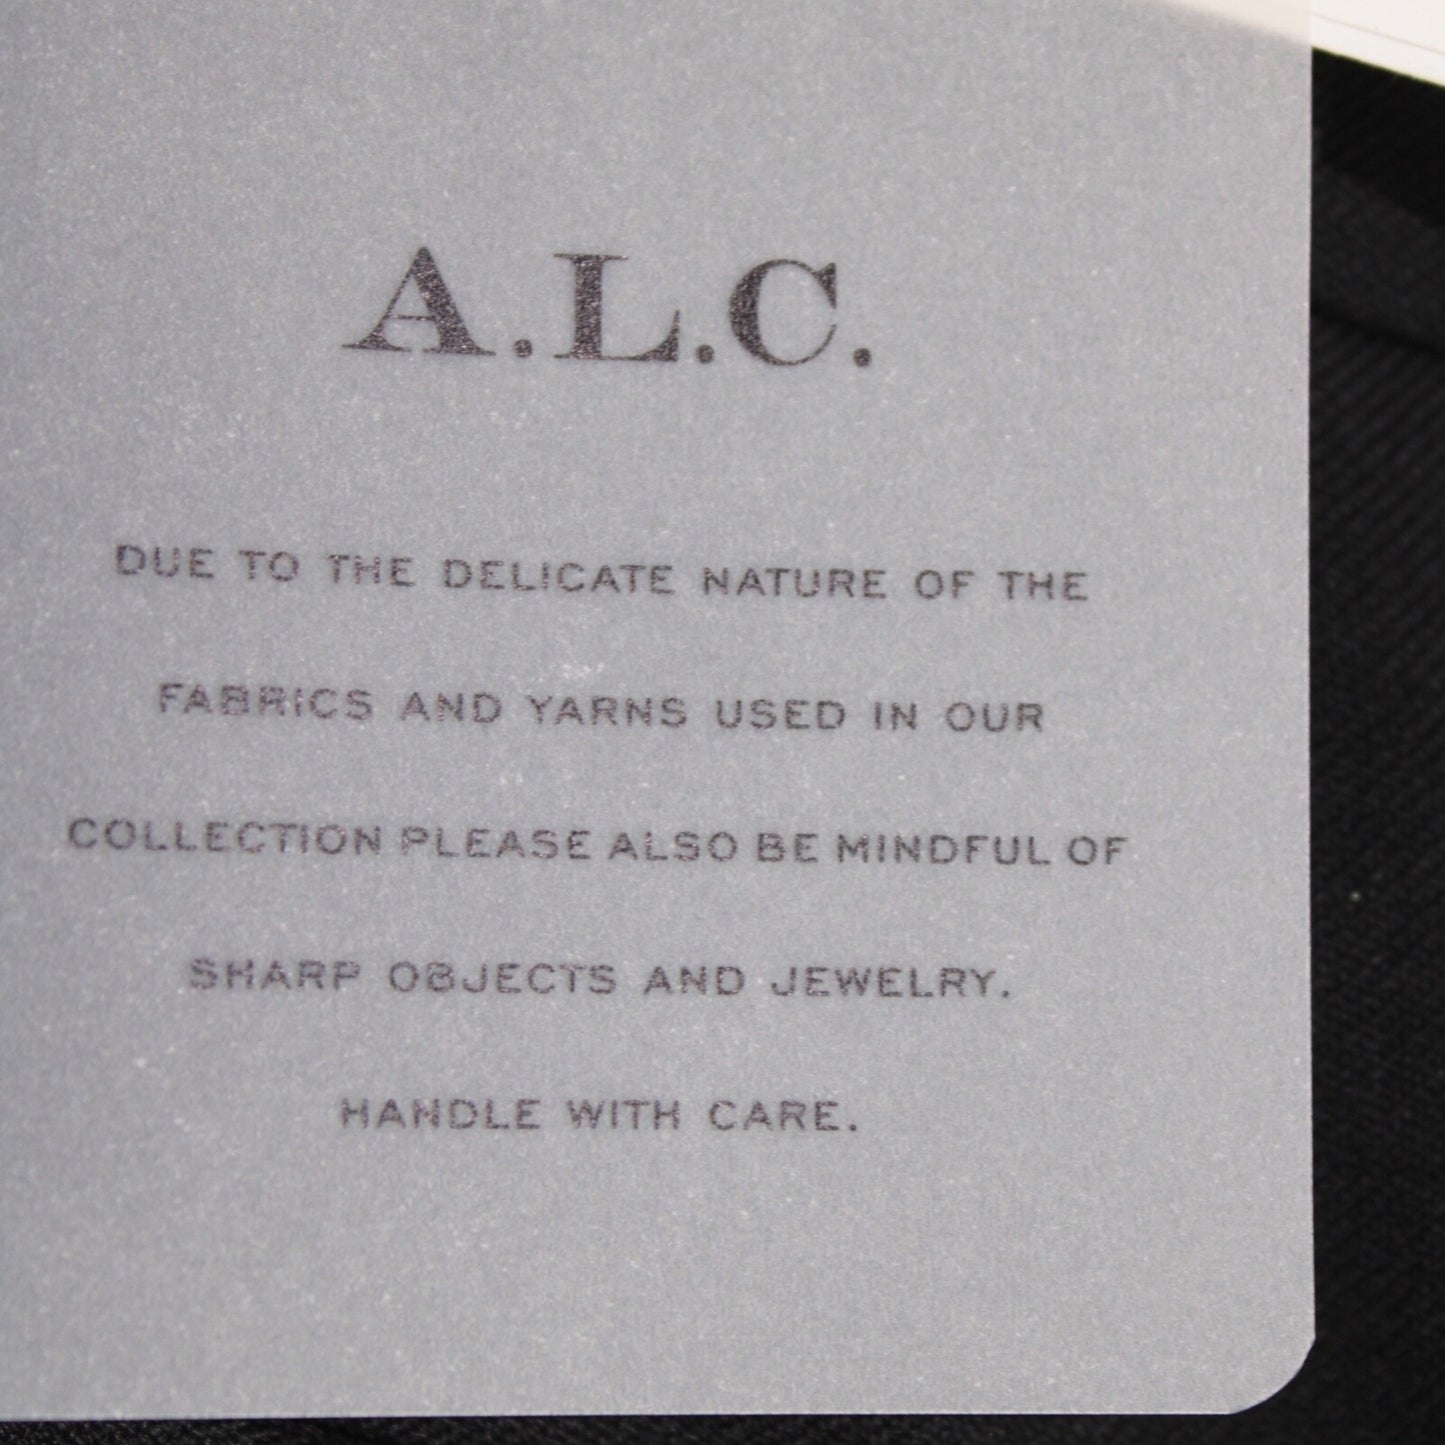 A.L.C.
DUE TO THE DELICATE NATURE OF THE
FABRICS AND YARNS USED IN OUR
COLLECTION PLEASE ALSO BE MINDFUL OF
SHARP OBJECTS AND JEWELRY.
HANDLE WITH CARE.